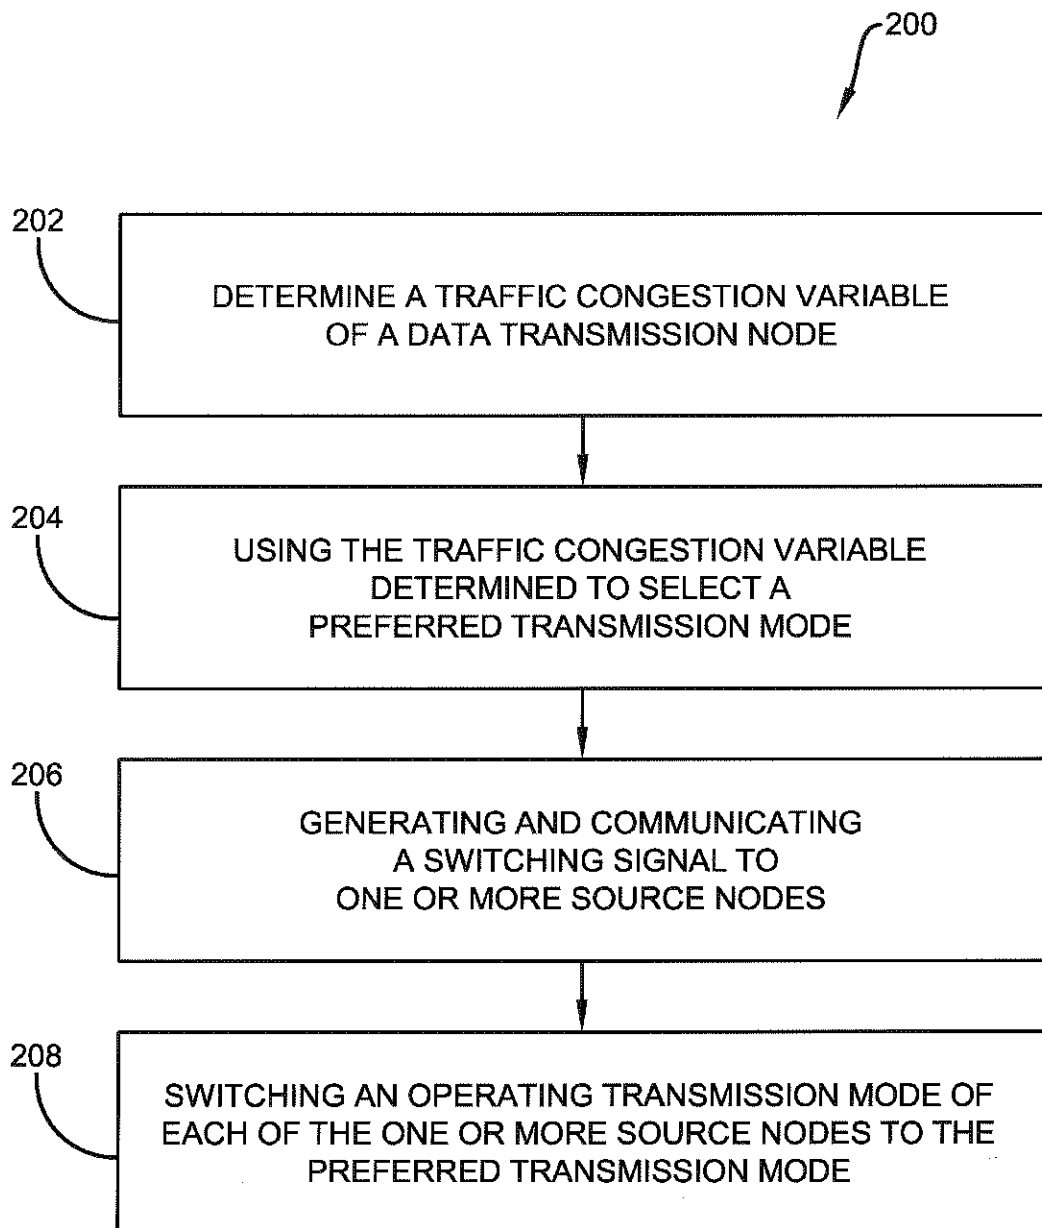 200
202
DETERMINE A TRAFFIC CONGESTION VARIABLE
OF A DATA TRANSMISSION NODE
204
USING THE TRAFFIC CONGESTION VARIABLE
DETERMINED TO SELECT A
PREFERRED TRANSMISSION MODE
206
GENERATING AND COMMUNICATING
A SWITCHING SIGNAL TO
ONE OR MORE SOURCE NODES
208
SWITCHING AN OPERATING TRANSMISSION MODE OF
EACH OF THE ONE OR MORE SOURCE NODES TO THE
PREFERRED TRANSMISSION MODE